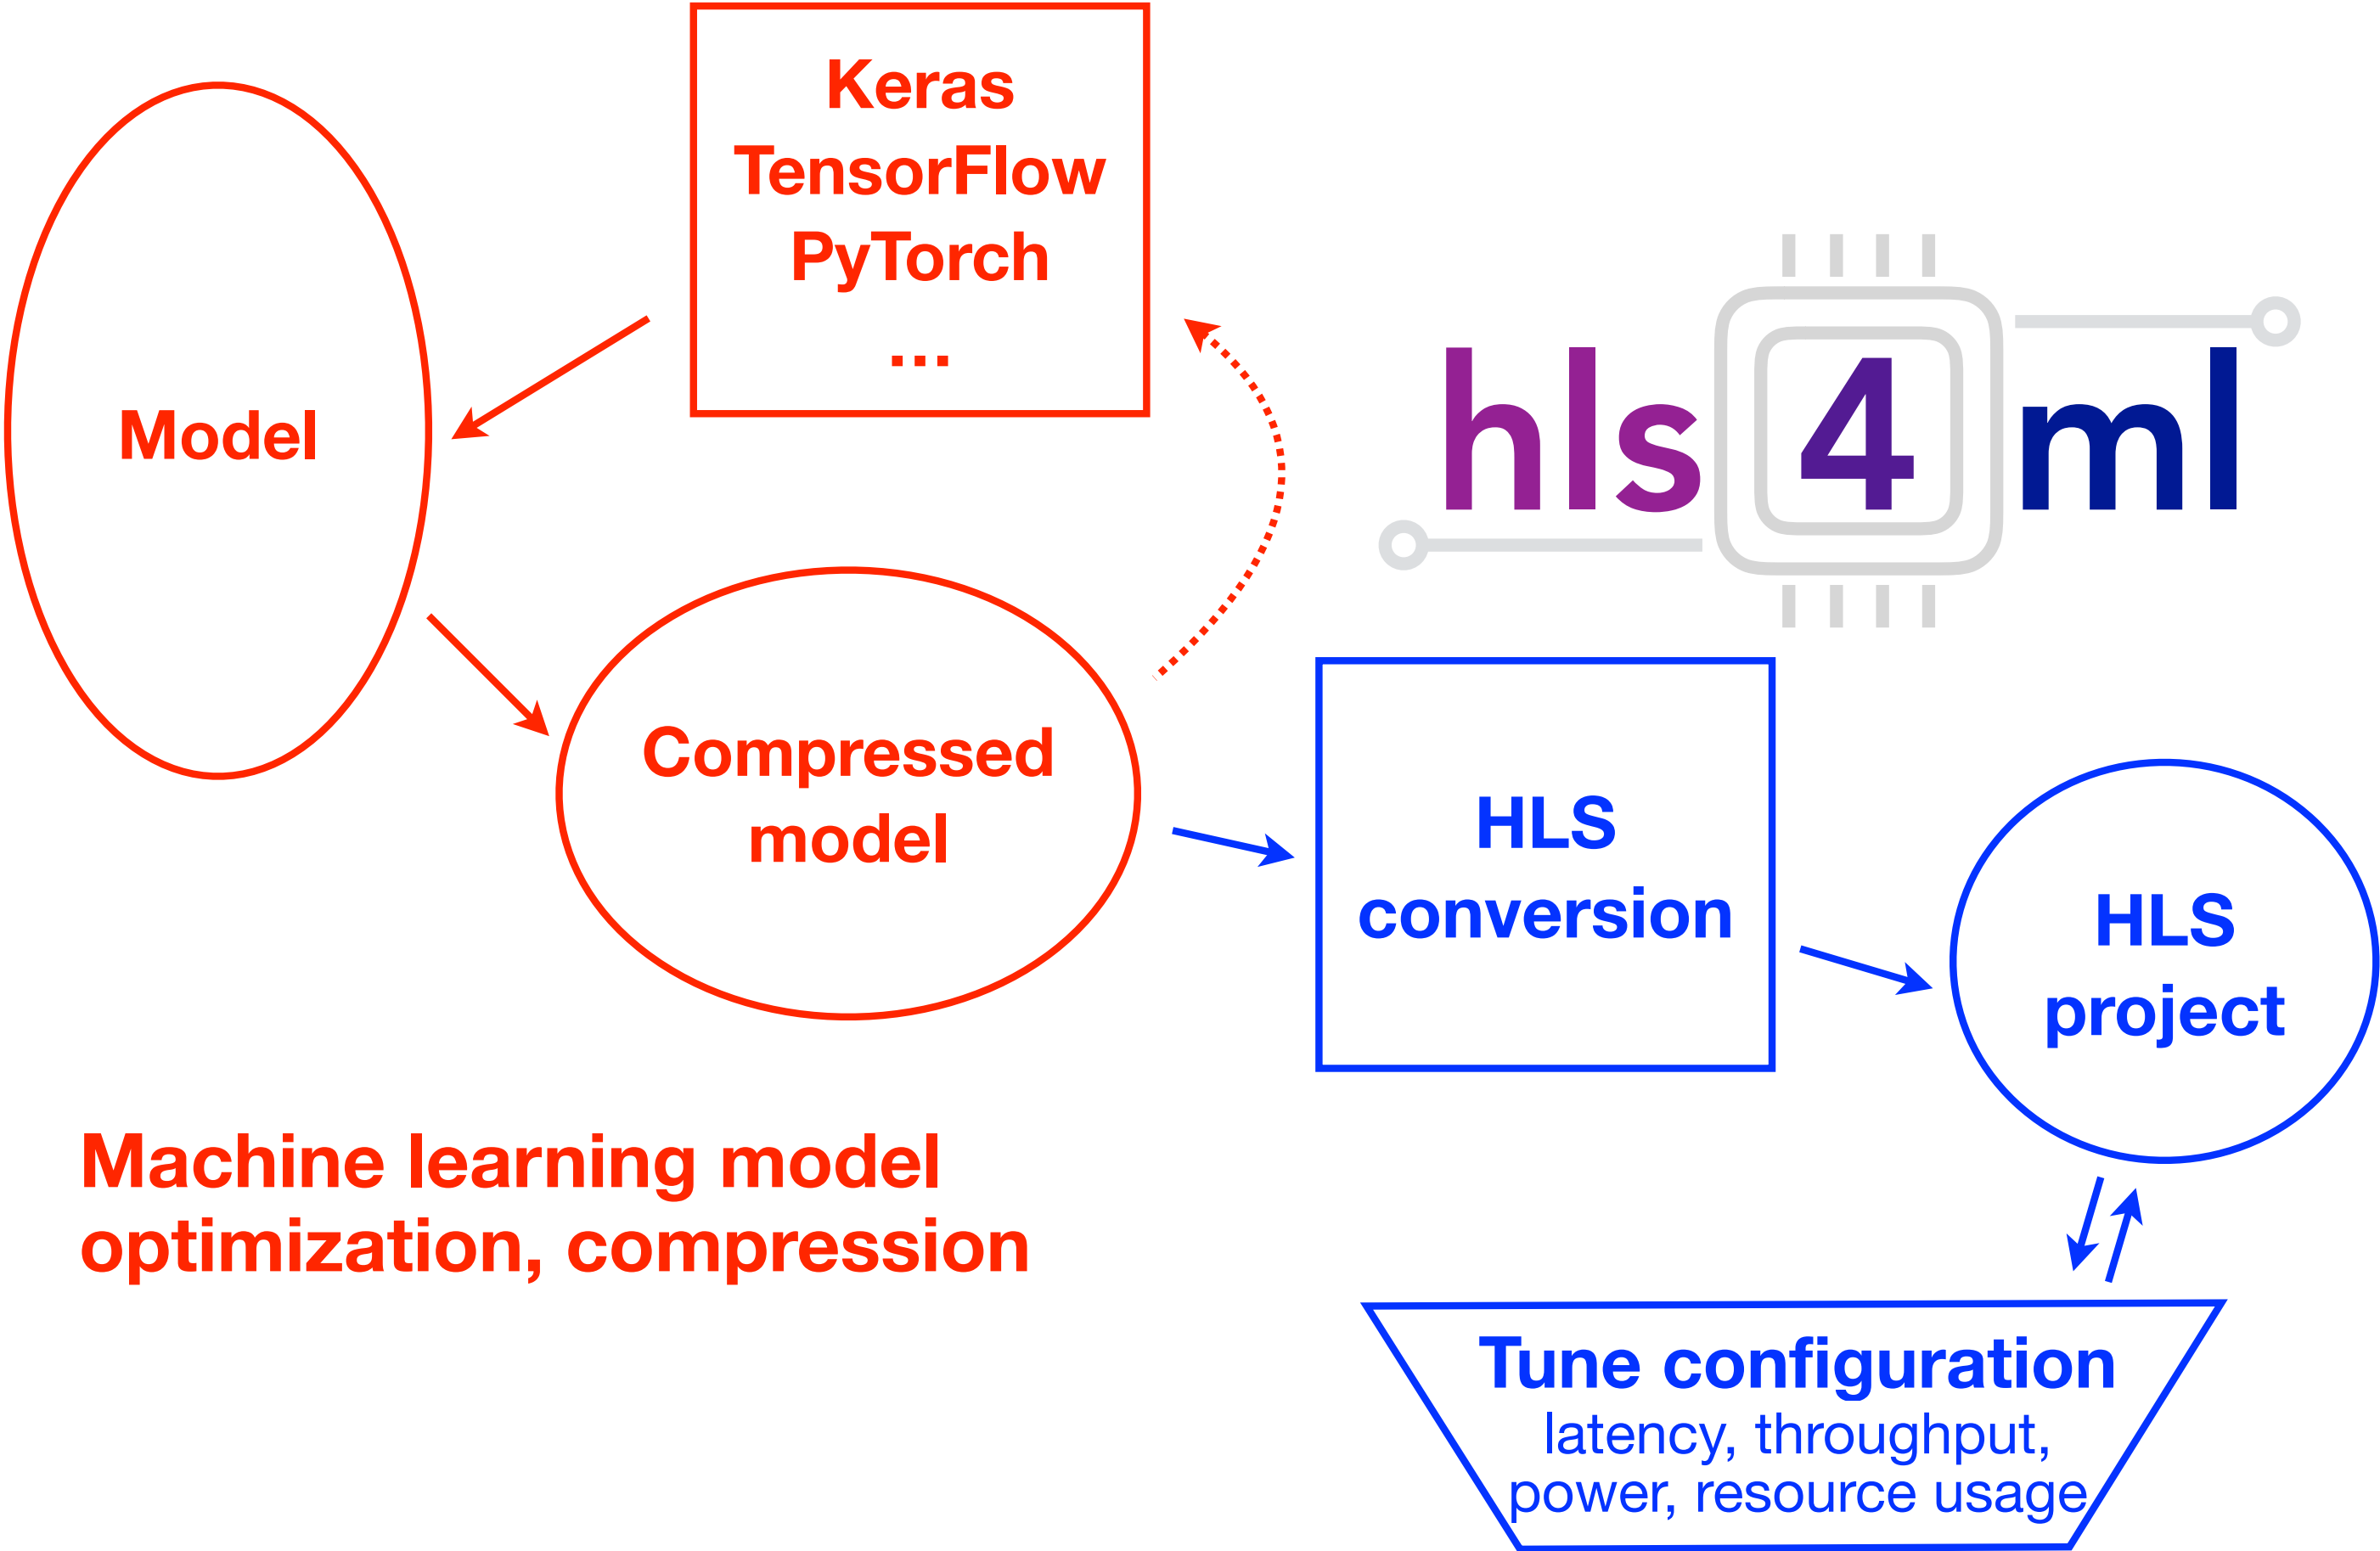 Keras
TensorFlow
PyTorch
...
Model
hls4ml
Compressed
model
HLS
conversion
HLS
project
Machine learning model
optimization, compression
Tune configuration
latency, throughput,
power, resource usage